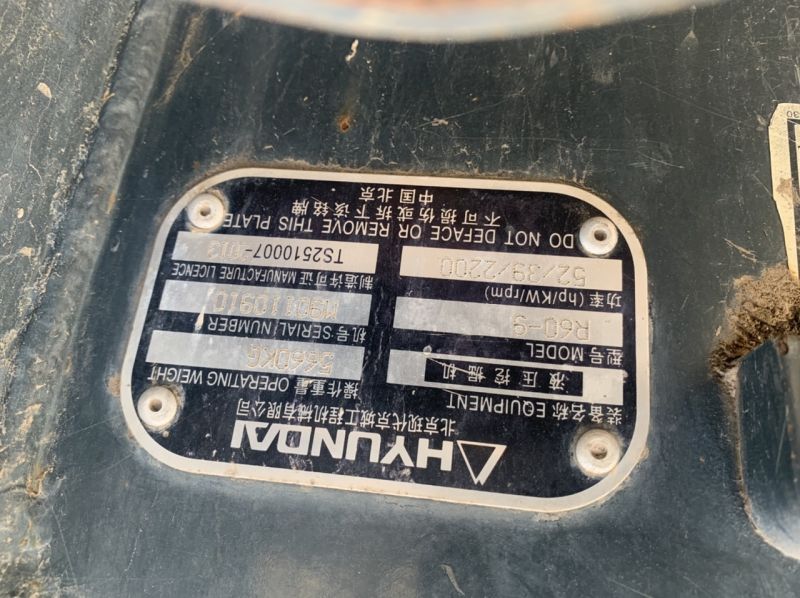 HYUNDAI
北京现代京城工程机械有限公司
装备名称 EQUIPMENT
液压挖掘机
操作重量 OPERATING WEIGHT
5660KG
型号 MODEL
R60-9
机号 SERIAL NUMBER
M90110910
功率 (hp/KW/rpm)
52/39/2200
制造许可证 MANUFACTURE LICENCE
TS2510007-2013
DO NOT DEFACE OR REMOVE THIS PLATE
不可损伤或拆下该铭牌
中国北京
30